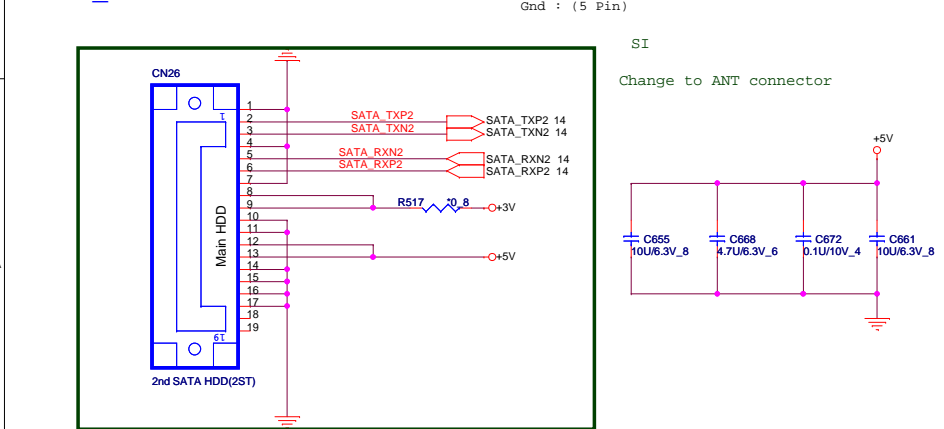 Gnd : (5 Pin)
SI
Change to ANT connector
CN26
1
1
2
3
4
5
6
7
8
9
10
11
12
13
14
15
16
17
18
19
19
Main HDD
2nd SATA HDD(2ST)
SATA_TXP2
SATA_TXN2
SATA_RXN2
SATA_RXP2
SATA_TXP2 14
SATA_TXN2 14
SATA_RXN2 14
SATA_RXP2 14
R517
*0_8
+3V
+5V
+5V
C655
10U/6.3V_8
C668
4.7U/6.3V_6
C672
0.1U/10V_4
C661
10U/6.3V_8